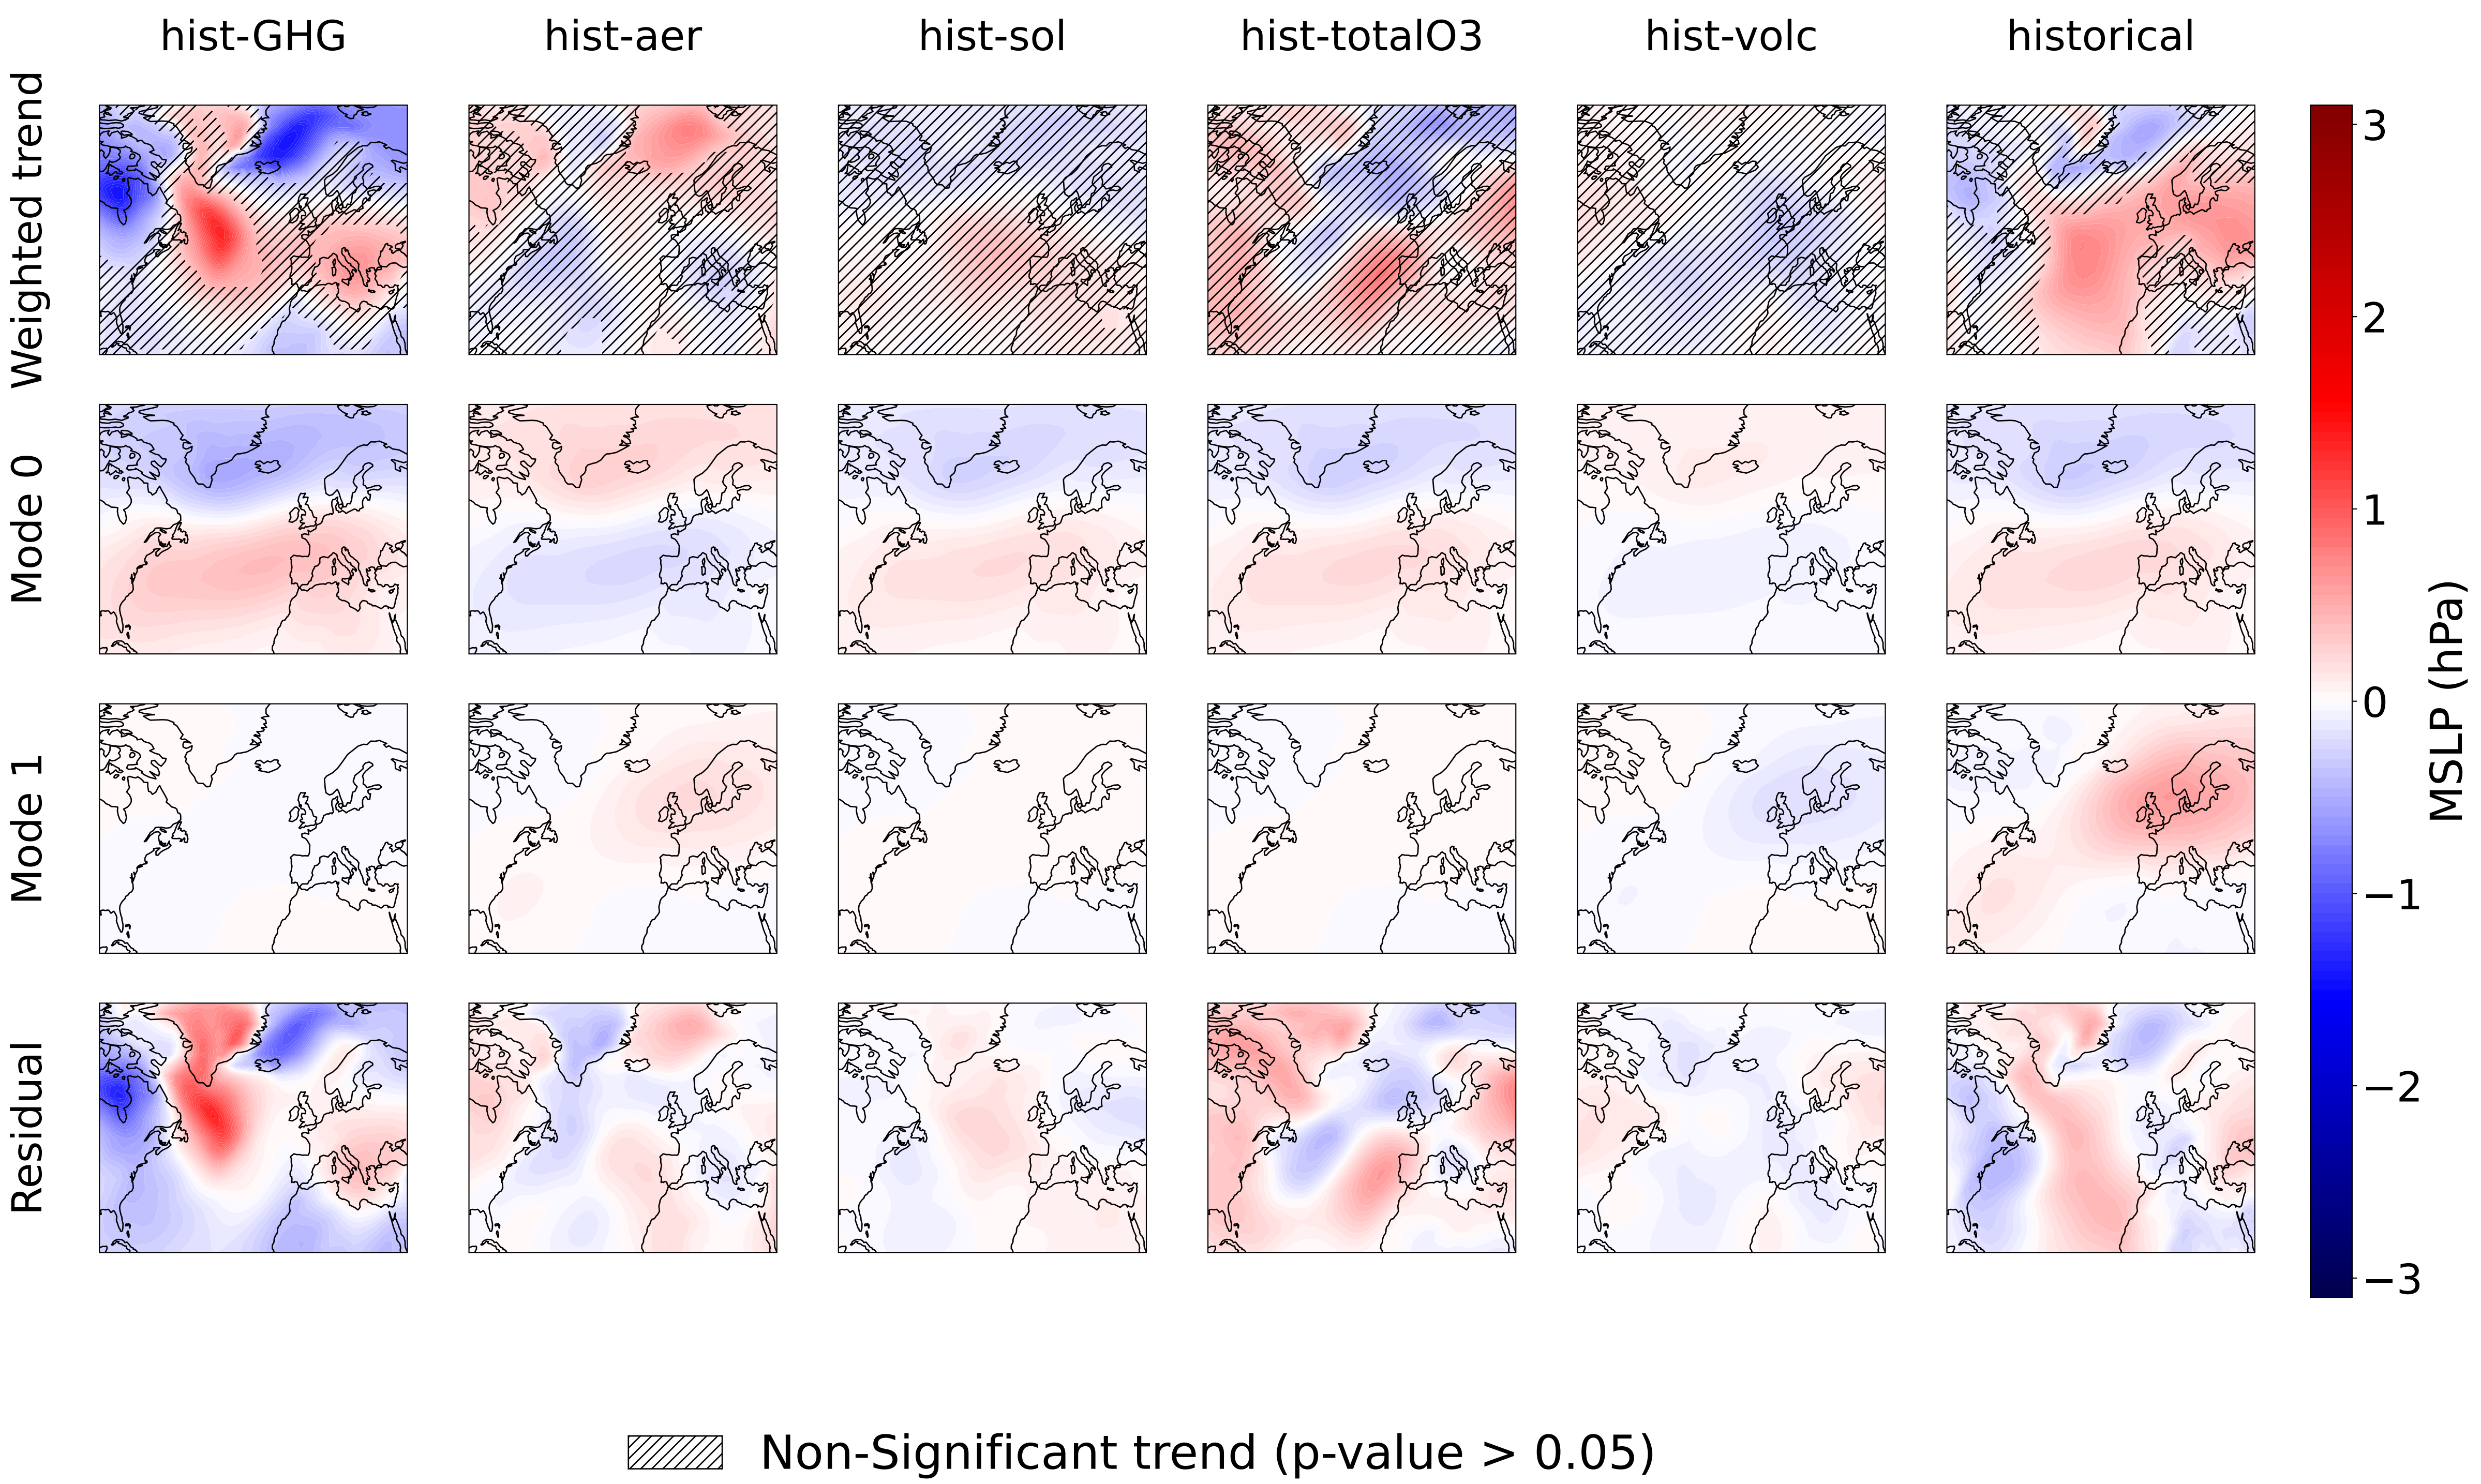 hist-GHG hist-aer hist-sol hist-totalO3 hist-volc historical
Weighted trend
Mode 0
Mode 1
Residual
3
2
1
0
−1
−2
−3
MSLP (hPa)
Non-Significant trend (p-value > 0.05)